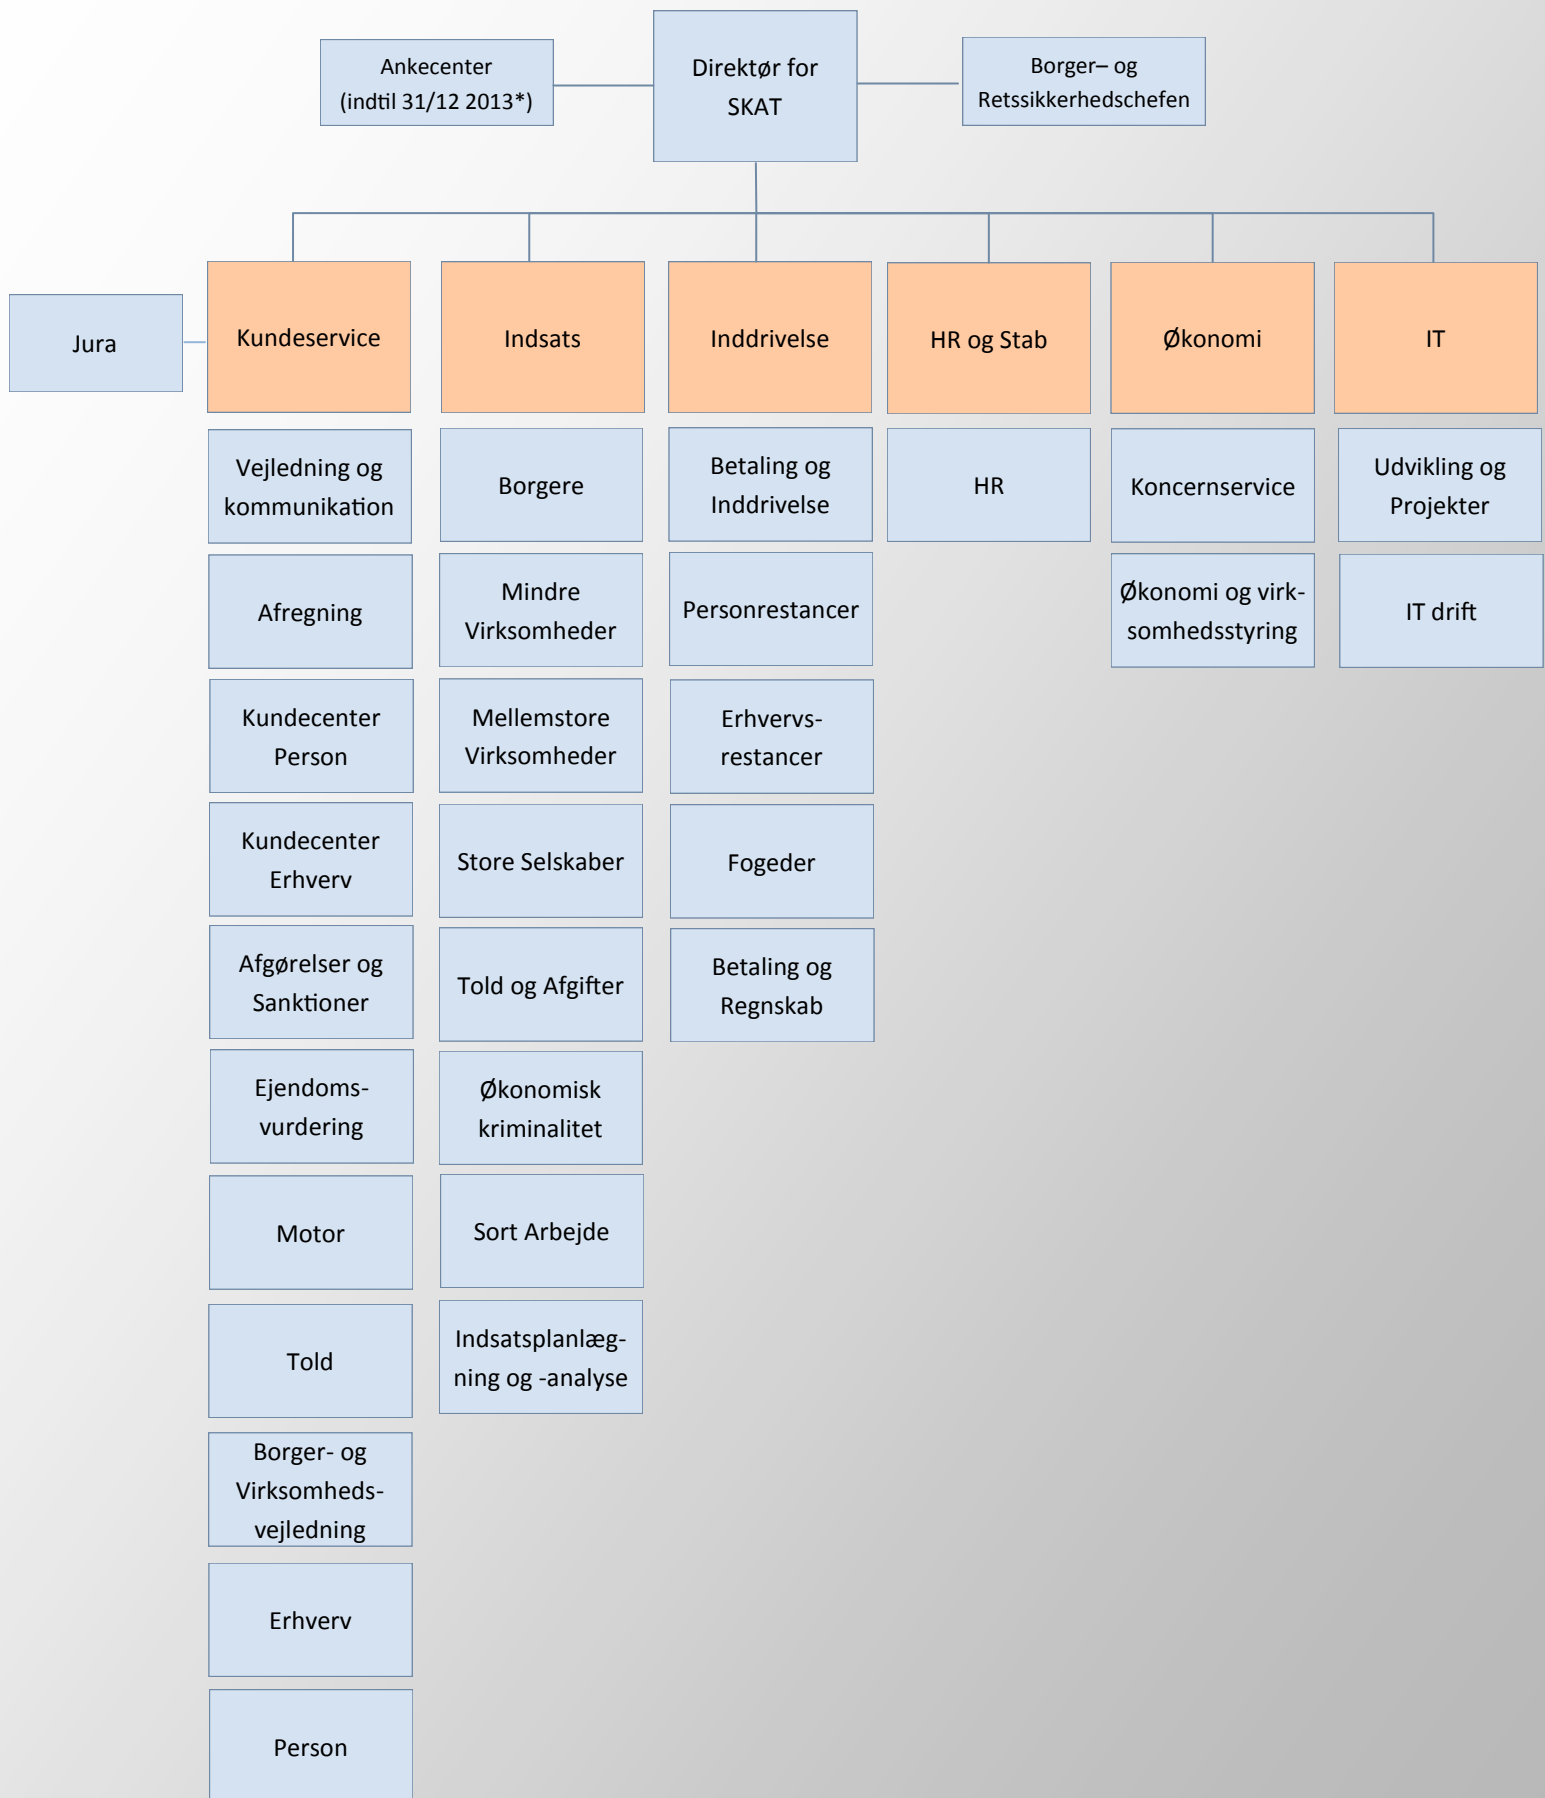 Ankecenter
(indtil 31/12 2013*)
Direktør for
SKAT
Borger– og
Retssikkerhedschefen
Jura
Kundeservice
Indsats
Inddrivelse
HR og Stab
Økonomi
IT
Vejledning og
kommunikation
Afregning
Kundecenter
Person
Kundecenter
Erhverv
Afgørelser og
Sanktioner
Ejendoms-
vurdering
Motor
Told
Borger- og
Virksomheds-
vejledning
Erhverv
Person
Borgere
Mindre
Virksomheder
Mellemstore
Virksomheder
Store Selskaber
Told og Afgifter
Økonomisk
kriminalitet
Sort Arbejde
Indsatsplanlæg-
ning og -analyse
Betaling og
Inddrivelse
Personrestancer
Erhvervs-
restancer
Fogeder
Betaling og
Regnskab
HR
Koncernservice
Økonomi og virk-
somhedsstyring
Udvikling og
Projekter
IT drift